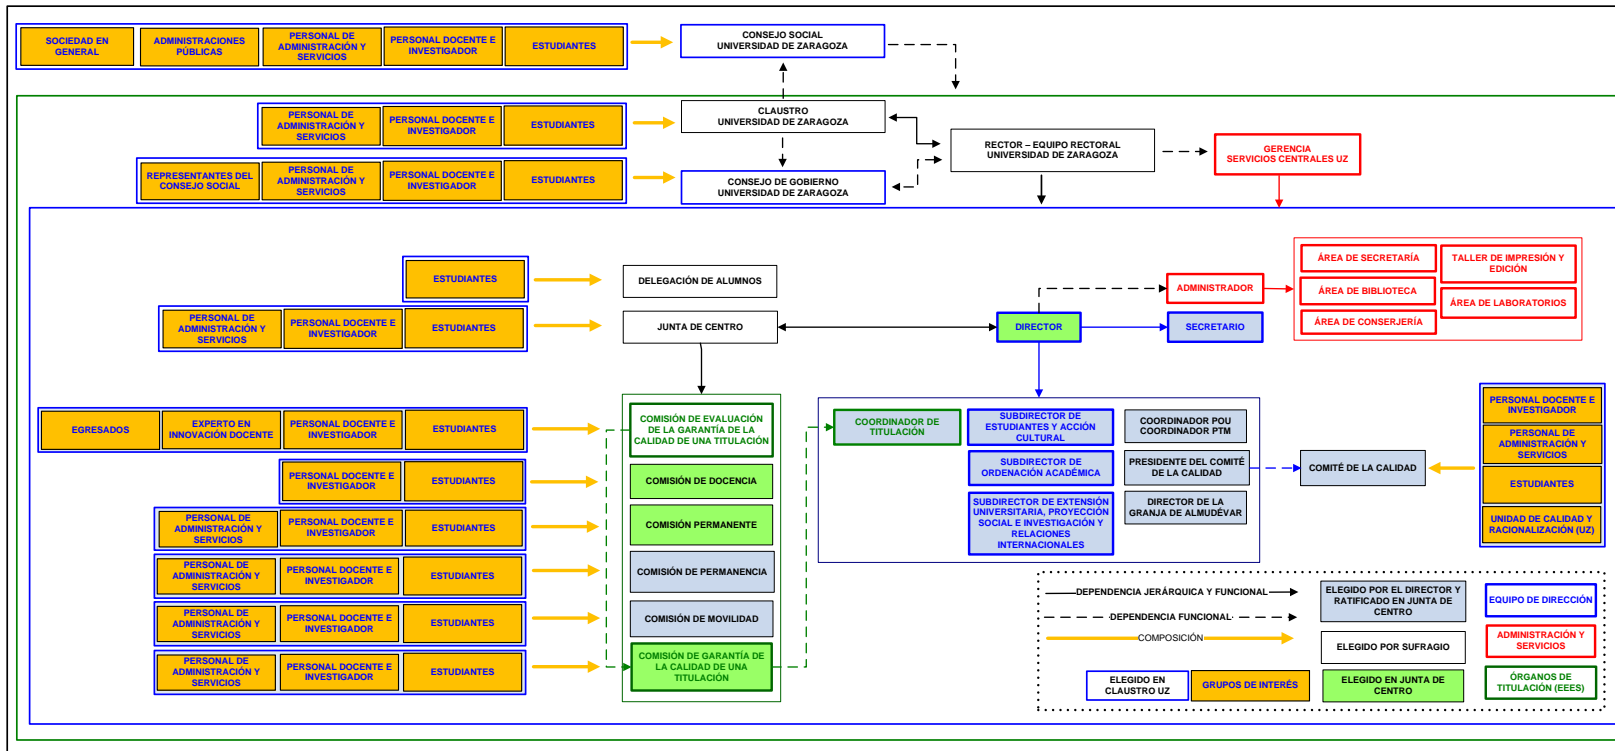 SOCIEDAD EN
GENERAL
ADMINISTRACIONES
PÚBLICAS
PERSONAL DE
ADMINISTRACIÓN Y
SERVICIOS
PERSONAL DOCENTE E
INVESTIGADOR
ESTUDIANTES
CONSEJO SOCIAL
UNIVERSIDAD DE ZARAGOZA
PERSONAL DE
ADMINISTRACIÓN Y
SERVICIOS
PERSONAL DOCENTE E
INVESTIGADOR
ESTUDIANTES
CLAUSTRO
UNIVERSIDAD DE ZARAGOZA
RECTOR – EQUIPO RECTORAL
UNIVERSIDAD DE ZARAGOZA
GERENCIA
SERVICIOS CENTRALES UZ
REPRESENTANTES DEL
CONSEJO SOCIAL
PERSONAL DE
ADMINISTRACIÓN Y
SERVICIOS
PERSONAL DOCENTE E
INVESTIGADOR
ESTUDIANTES
CONSEJO DE GOBIERNO
UNIVERSIDAD DE ZARAGOZA
ESTUDIANTES
DELEGACIÓN DE ALUMNOS
ADMINISTRADOR
ÁREA DE SECRETARÍA
TALLER DE IMPRESIÓN Y
EDICIÓN
ÁREA DE BIBLIOTECA
ÁREA DE LABORATORIOS
ÁREA DE CONSERJERÍA
PERSONAL DE
ADMINISTRACIÓN Y
SERVICIOS
PERSONAL DOCENTE E
INVESTIGADOR
ESTUDIANTES
JUNTA DE CENTRO
DIRECTOR
SECRETARIO
EGRESADOS
EXPERTO EN
INNOVACIÓN DOCENTE
PERSONAL DOCENTE E
INVESTIGADOR
ESTUDIANTES
COMISIÓN DE EVALUACIÓN
DE LA GARANTÍA DE LA
CALIDAD DE UNA TITULACIÓN
COORDINADOR DE
TITULACIÓN
SUBDIRECTOR DE
ESTUDIANTES Y ACCIÓN
CULTURAL
COORDINADOR POU
COORDINADOR PTM
SUBDIRECTOR DE
ORDENACIÓN ACADÉMICA
PRESIDENTE DEL COMITÉ
DE LA CALIDAD
SUBDIRECTOR DE EXTENSIÓN
UNIVERSITARIA, PROYECCIÓN
SOCIAL E INVESTIGACIÓN Y
RELACIONES
INTERNACIONALES
DIRECTOR DE LA
GRANJA DE ALMUDÉVAR
COMITÉ DE LA CALIDAD
PERSONAL DOCENTE E
INVESTIGADOR
PERSONAL DE
ADMINISTRACIÓN Y
SERVICIOS
ESTUDIANTES
UNIDAD DE CALIDAD Y
RACIONALIZACIÓN (UZ)
PERSONAL DOCENTE E
INVESTIGADOR
ESTUDIANTES
COMISIÓN DE DOCENCIA
PERSONAL DE
ADMINISTRACIÓN Y
SERVICIOS
PERSONAL DOCENTE E
INVESTIGADOR
ESTUDIANTES
COMISIÓN PERMANENTE
PERSONAL DE
ADMINISTRACIÓN Y
SERVICIOS
PERSONAL DOCENTE E
INVESTIGADOR
ESTUDIANTES
COMISIÓN DE PERMANENCIA
PERSONAL DE
ADMINISTRACIÓN Y
SERVICIOS
PERSONAL DOCENTE E
INVESTIGADOR
ESTUDIANTES
COMISIÓN DE MOVILIDAD
PERSONAL DE
ADMINISTRACIÓN Y
SERVICIOS
PERSONAL DOCENTE E
INVESTIGADOR
ESTUDIANTES
COMISIÓN DE GARANTÍA DE
LA CALIDAD DE UNA
TITULACIÓN
DEPENDENCIA JERÁRQUICA Y FUNCIONAL
DEPENDENCIA FUNCIONAL
COMPOSICIÓN
ELEGIDO POR EL DIRECTOR Y
RATIFICADO EN JUNTA DE
CENTRO
EQUIPO DE DIRECCIÓN
ELEGIDO POR SUFRAGIO
ADMINISTRACIÓN Y
SERVICIOS
ELEGIDO EN
CLAUSTRO UZ
GRUPOS DE INTERÉS
ELEGIDO EN JUNTA DE
CENTRO
ÓRGANOS DE
TITULACIÓN (EEES)